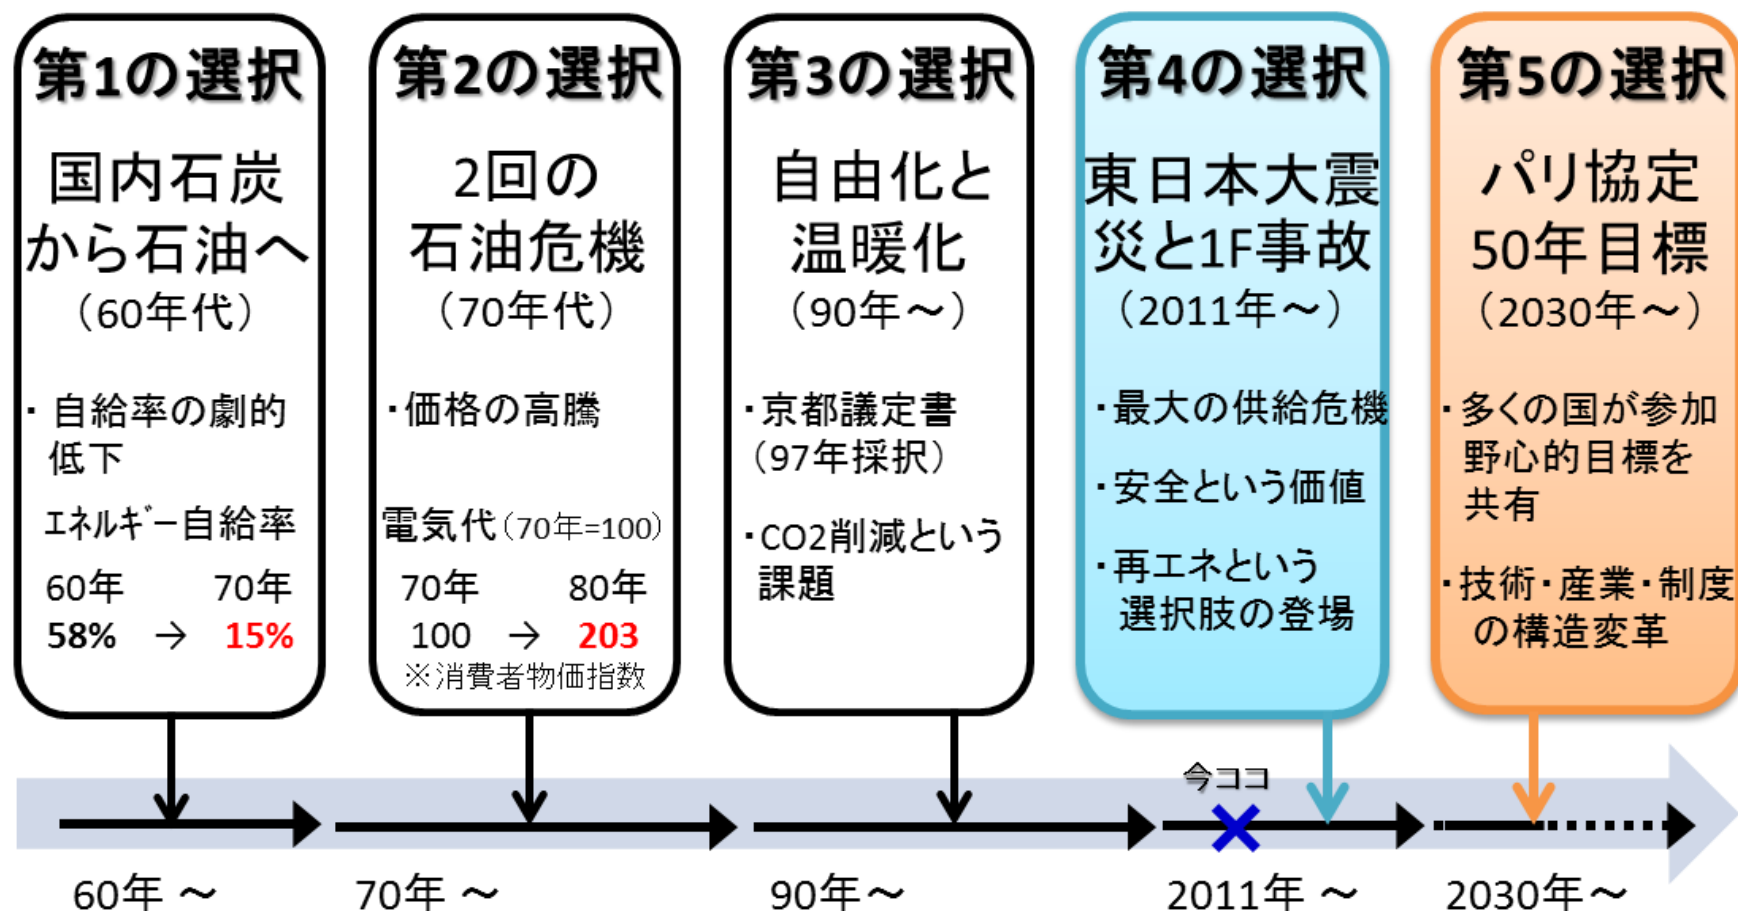 第1の選択
国内石炭
から石油へ
（60年代）
・自給率の劇的
低下
エネルギー自給率
60年 70年
58% → 15%
第2の選択
2回の
石油危機
（70年代）
・価格の高騰
電気代（70年=100）
70年 80年
100 → 203
※消費者物価指数
第3の選択
自由化と
温暖化
（90年～）
・京都議定書
（97年採択）
・CO2削減という
課題
第4の選択
東日本大震
災と1F事故
（2011年～）
・最大の供給危機
・安全という価値
・再エネという
選択肢の登場
第5の選択
パリ協定
50年目標
（2030年～）
・多くの国が参加
野心的目標を
共有
・技術・産業・制度
の構造変革
今ココ
60年 ～ 70年 ～ 90年～ 2011年 ～ 2030年～